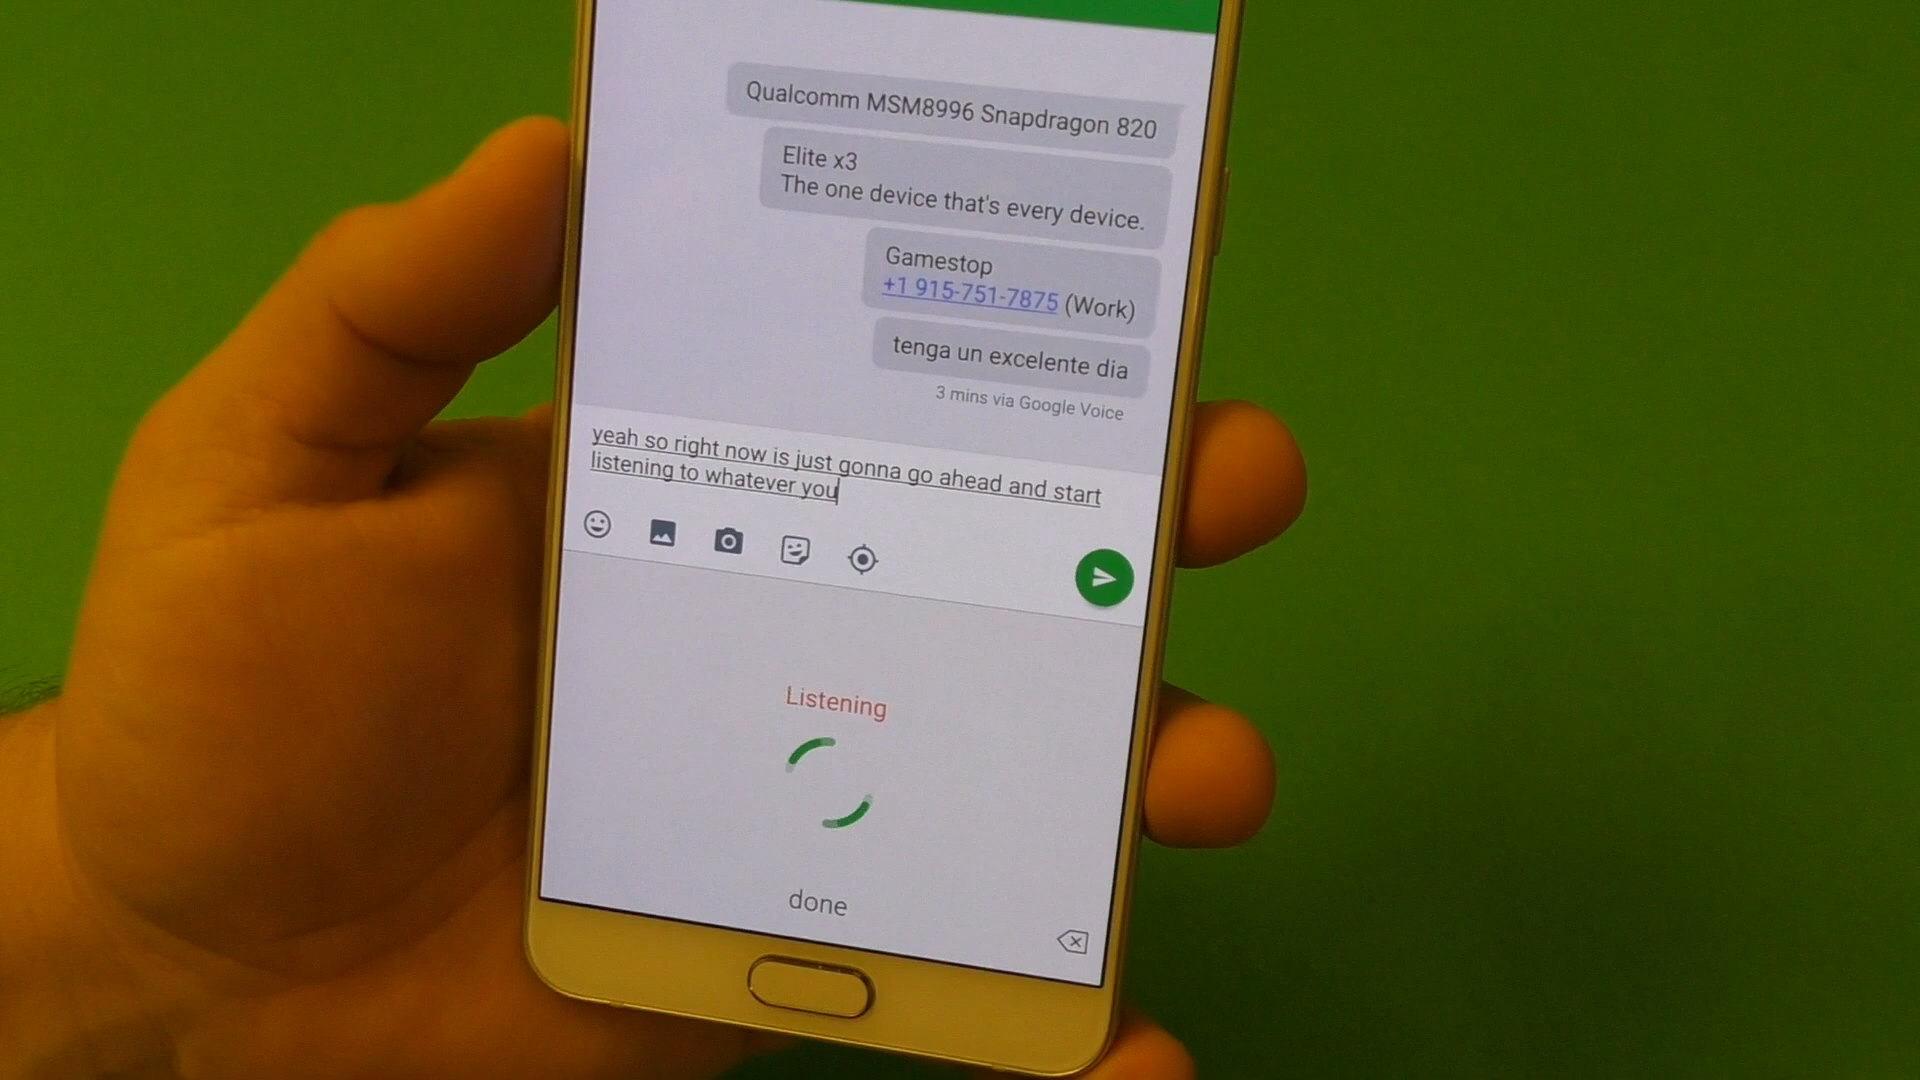 Qualcomm MSM8996 Snapdragon 820
Elite x3
The one device that's every device.
Gamestop
+1 915-751-7875 (Work)
tenga un excelente dia
3 mins via Google Voice
yeah so right now is just gonna go ahead and start
listening to whatever you
Listening
done